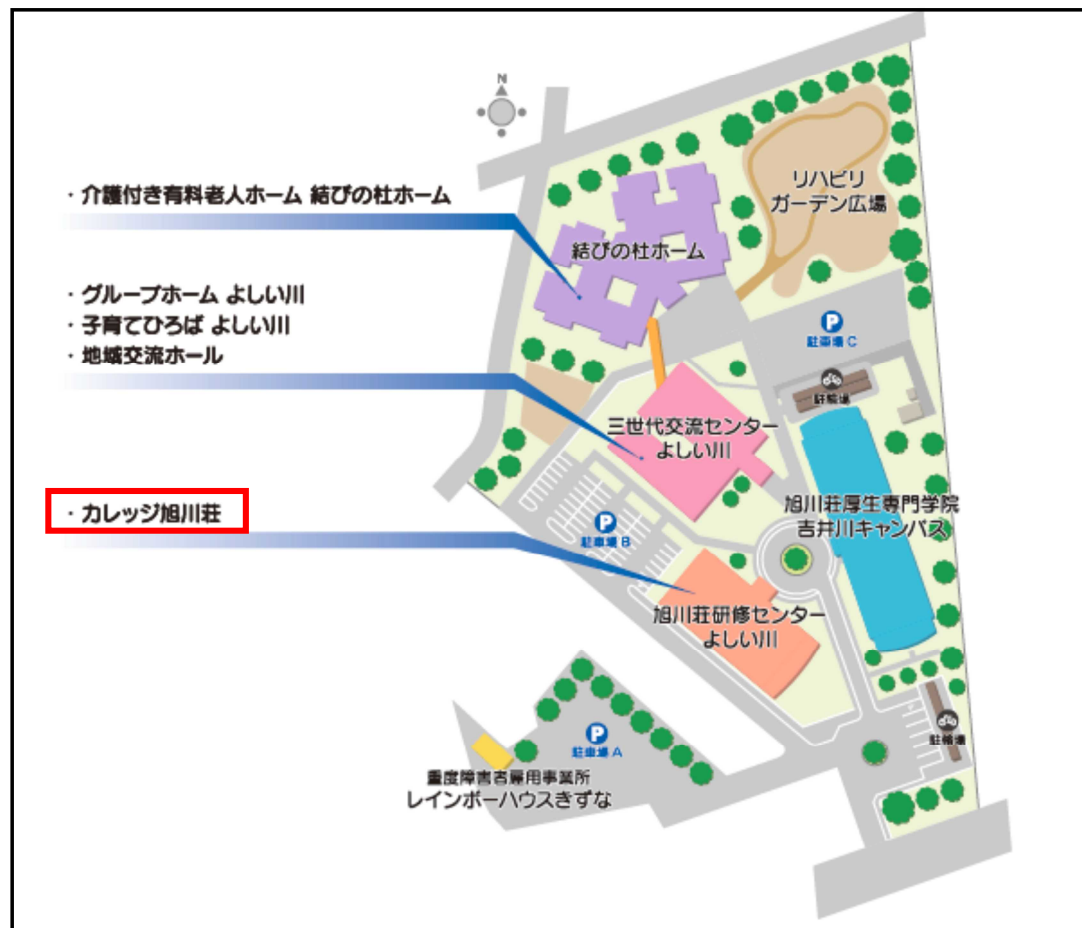 N
・介護付き有料老人ホーム 結びの杜ホーム
リハビリ
ガーデン広場
結びの杜ホーム
・グループホーム よしい川
・子育てひろば よしい川
・地域交流ホール
P
駐車場 C
駐輪場
三世代交流センター
よしい川
・カレッジ旭川荘
旭川荘厚生専門学院
吉井川キャンパス
P
駐車場 B
旭川荘研修センター
よしい川
P
駐車場 A
駐輪場
重度障害者雇用事業所
レインボーハウスきずな